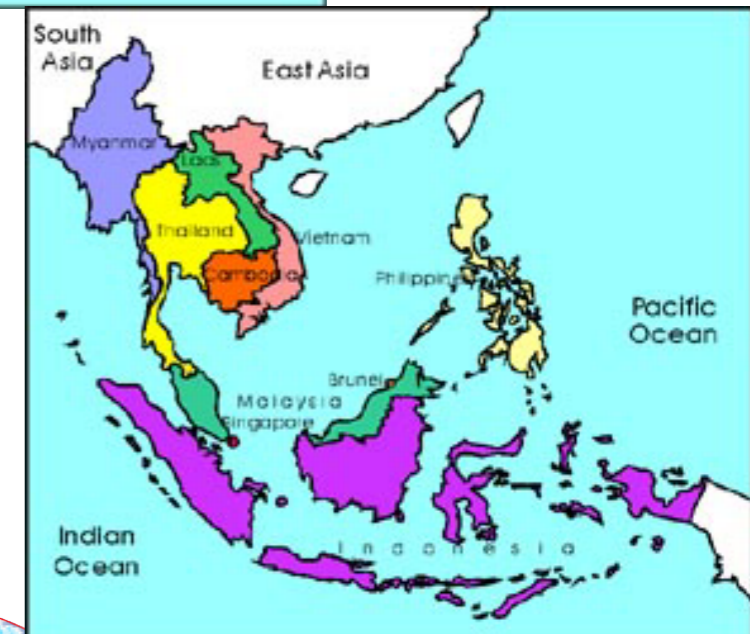 South
Asia
East Asia
Myanmar
Laos
Thailand
Vietnam
Cambodia
Philippines
Pacific
Ocean
Brunei
Malaysia
Singapore
Indian
Ocean
Indonesia